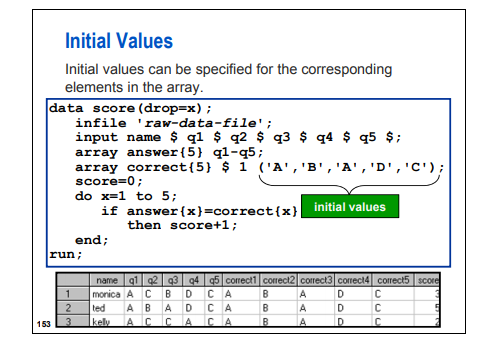 Initial Values
Initial values can be specified for the corresponding
elements in the array.
data score(drop=x);
infile 'raw-data-file';
input name $ q1 $ q2 $ q3 $ q4 $ q5 $;
array answer{5} q1-q5;
array correct{5} $ 1 ('A','B','A','D','C');
score=0;
do x=1 to 5;
if answer{x}=correct{x}
then score+1;
end;
run;
initial values
name q1 q2 q3 q4 q5 correct1 correct2 correct3 correct4 correct5 score
1 monica A C B D C A B A D C 3
2 ted A B A D C A B A D C 5
3 kelly A C C A C A B A D C 2
153